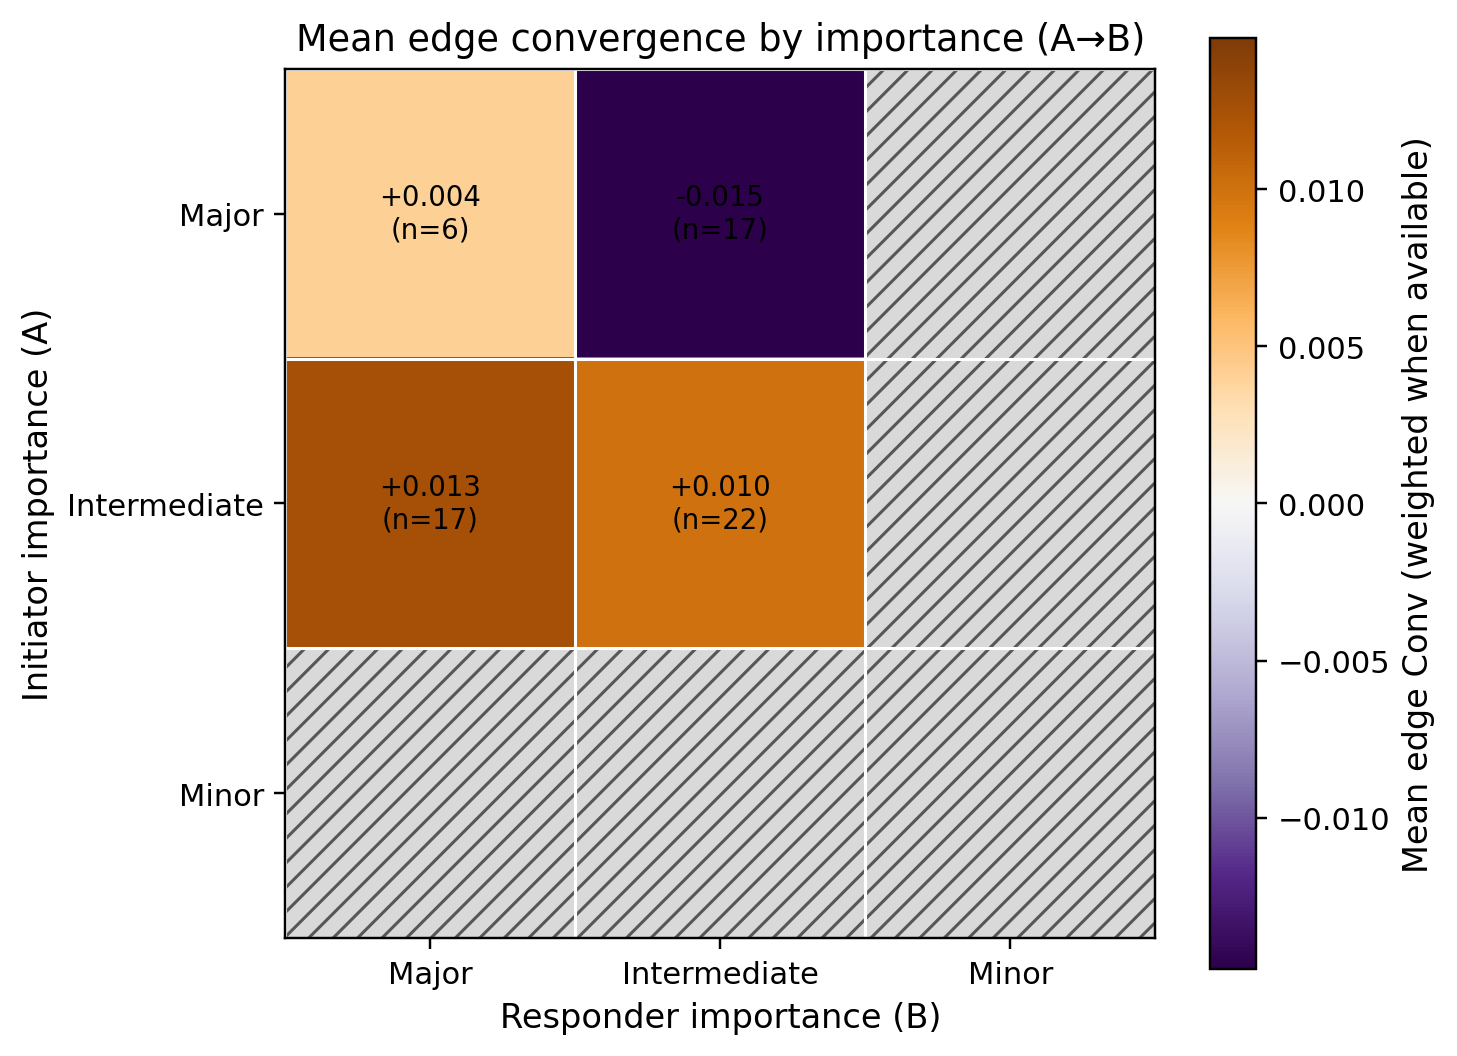 Mean edge convergence by importance (A→B)
Initiator importance (A)
Major
Intermediate
Minor
+0.004
(n=6)
-0.015
(n=17)
+0.013
(n=17)
+0.010
(n=22)
Major
Intermediate
Minor
Responder importance (B)
0.010
0.005
0.000
−0.005
−0.010
Mean edge Conv (weighted when available)